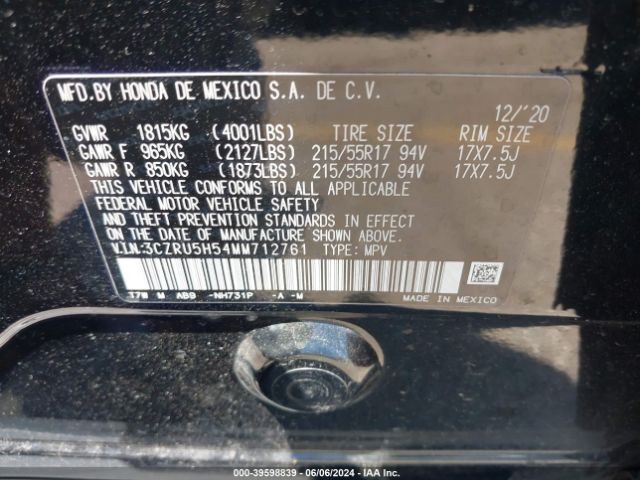 MFD.BY HONDA DE MEXICO S.A. DE C.V.
12/'20
GVWR 1815KG (4001LBS) TIRE SIZE RIM SIZE
GAWR F 965KG (2127LBS) 215/55R17 94V 17X7.5J
GAWR R 850KG (1873LBS) 215/55R17 94V 17X7.5J
THIS VEHICLE CONFORMS TO ALL APPLICABLE
FEDERAL MOTOR VEHICLE SAFETY
AND THEFT PREVENTION STANDARDS IN EFFECT
ON THE DATE OF MANUFACTURE SHOWN ABOVE.
V.I.N.:3CZRU5H54MM712761 TYPE: MPV
T7W M AB9 -NH731P -A -M
MADE IN MEXICO
000-39598839 - 06/06/2024 - IAA Inc.